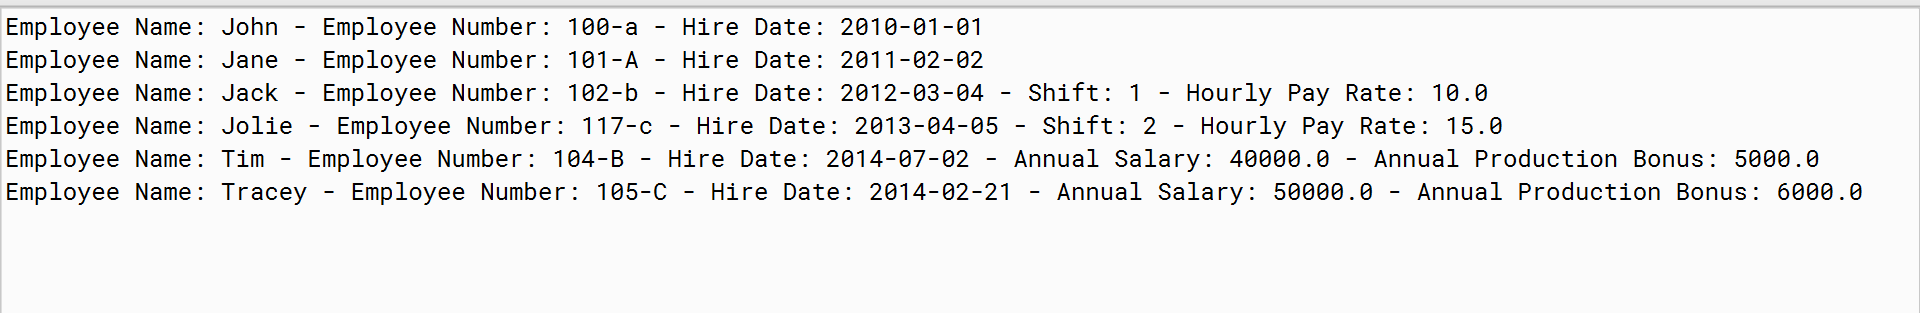 Employee Name: John - Employee Number: 100-a - Hire Date: 2010-01-01
Employee Name: Jane - Employee Number: 101-A - Hire Date: 2011-02-02
Employee Name: Jack - Employee Number: 102-b - Hire Date: 2012-03-04 - Shift: 1 - Hourly Pay Rate: 10.0
Employee Name: Jolie - Employee Number: 117-c - Hire Date: 2013-04-05 - Shift: 2 - Hourly Pay Rate: 15.0
Employee Name: Tim - Employee Number: 104-B - Hire Date: 2014-07-02 - Annual Salary: 40000.0 - Annual Production Bonus: 5000.0
Employee Name: Tracey - Employee Number: 105-C - Hire Date: 2014-02-21 - Annual Salary: 50000.0 - Annual Production Bonus: 6000.0